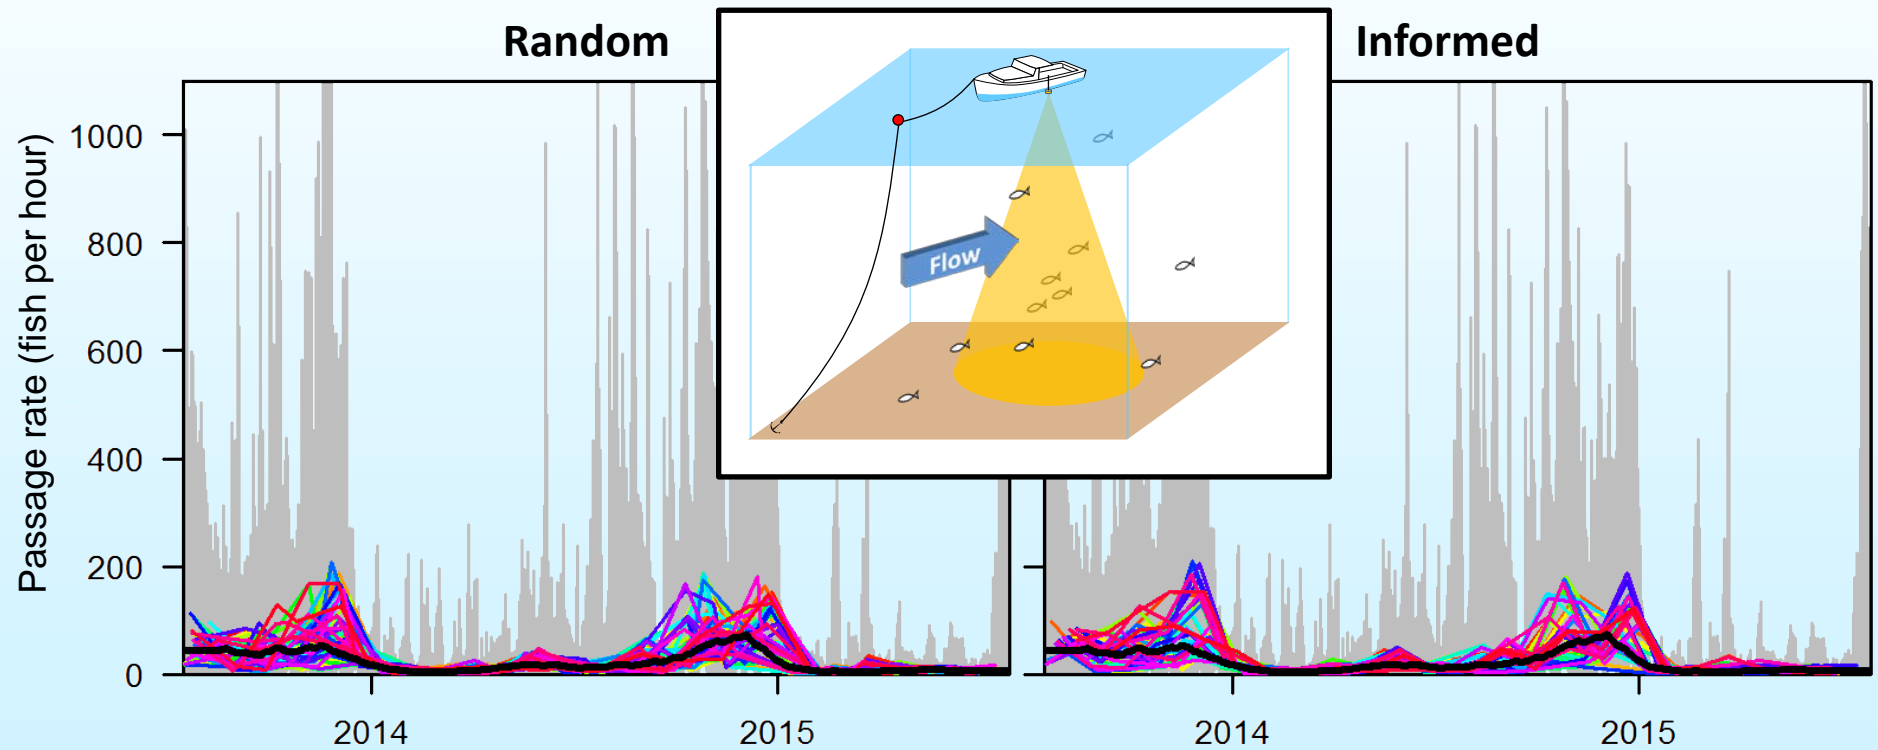 Random
Informed
Passage rate (fish per hour)
1000
800
600
400
200
0
Flow
2014
2015
2014
2015